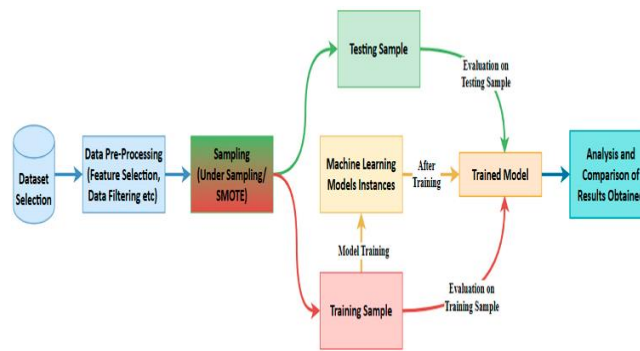 Dataset
Selection
Data Pre-Processing
(Feature Selection,
Data Filtering etc)
Sampling
(Under Sampling/
SMOTE)
Testing Sample
Evaluation on
Testing Sample
Machine Learning
Models Instances
After
Training
Trained Model
Analysis and
Comparison of
Results Obtained
Model Training
Training Sample
Evaluation on
Training Sample